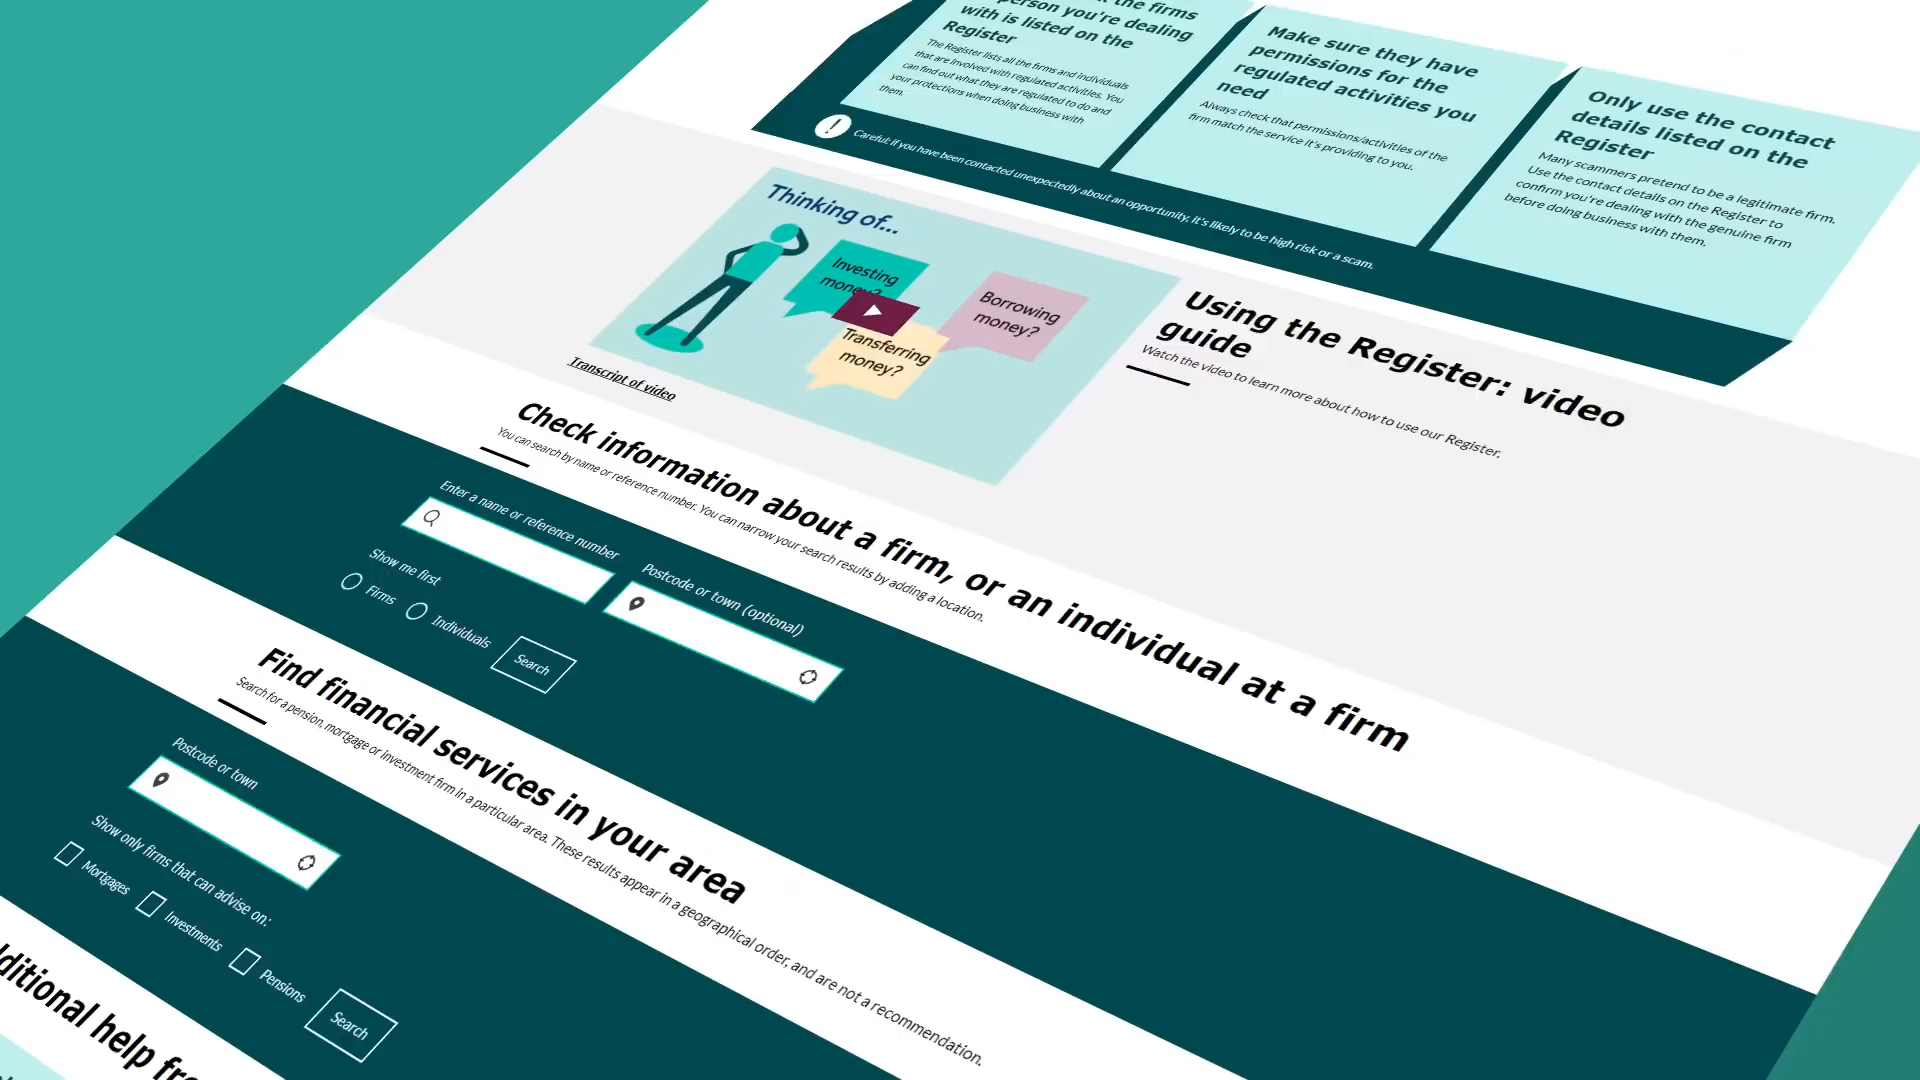 the firms
person you're dealing
with is listed on the
Register
The Register lists all the firms and individuals
that are involved with regulated activities. You
can find out what they are regulated to do and
your protections when doing business with
them.
Make sure they have
permissions for the
regulated activities you
need
Always check that permissions/activities of the
firm match the service it's providing to you.
Only use the contact
details listed on the
Register
Many scammers pretend to be a legitimate firm.
Use the contact details on the Register to
confirm you're dealing with the genuine firm
before doing business with them.
Careful: if you have been contacted unexpectedly about an opportunity, it's likely to be high risk or a scam.
Thinking of...
Investing
money?
Borrowing
money?
Transferring
money?
Transcript of video
Using the Register: video
guide
Watch the video to learn more about how to use our Register.
Check information about a firm, or an individual at a firm
You can search by name or reference number. You can narrow your search results by adding a location.
Enter a name or reference number
Postcode or town (optional)
Show me first
Firms
Individuals
Search
Find financial services in your area
Search for a pension, mortgage or investment firm in a particular area. These results appear in a geographical order, and are not a recommendation.
Postcode or town
Show only firms that can advise on:
Mortgages
Investments
Pensions
Search
dditional help fr